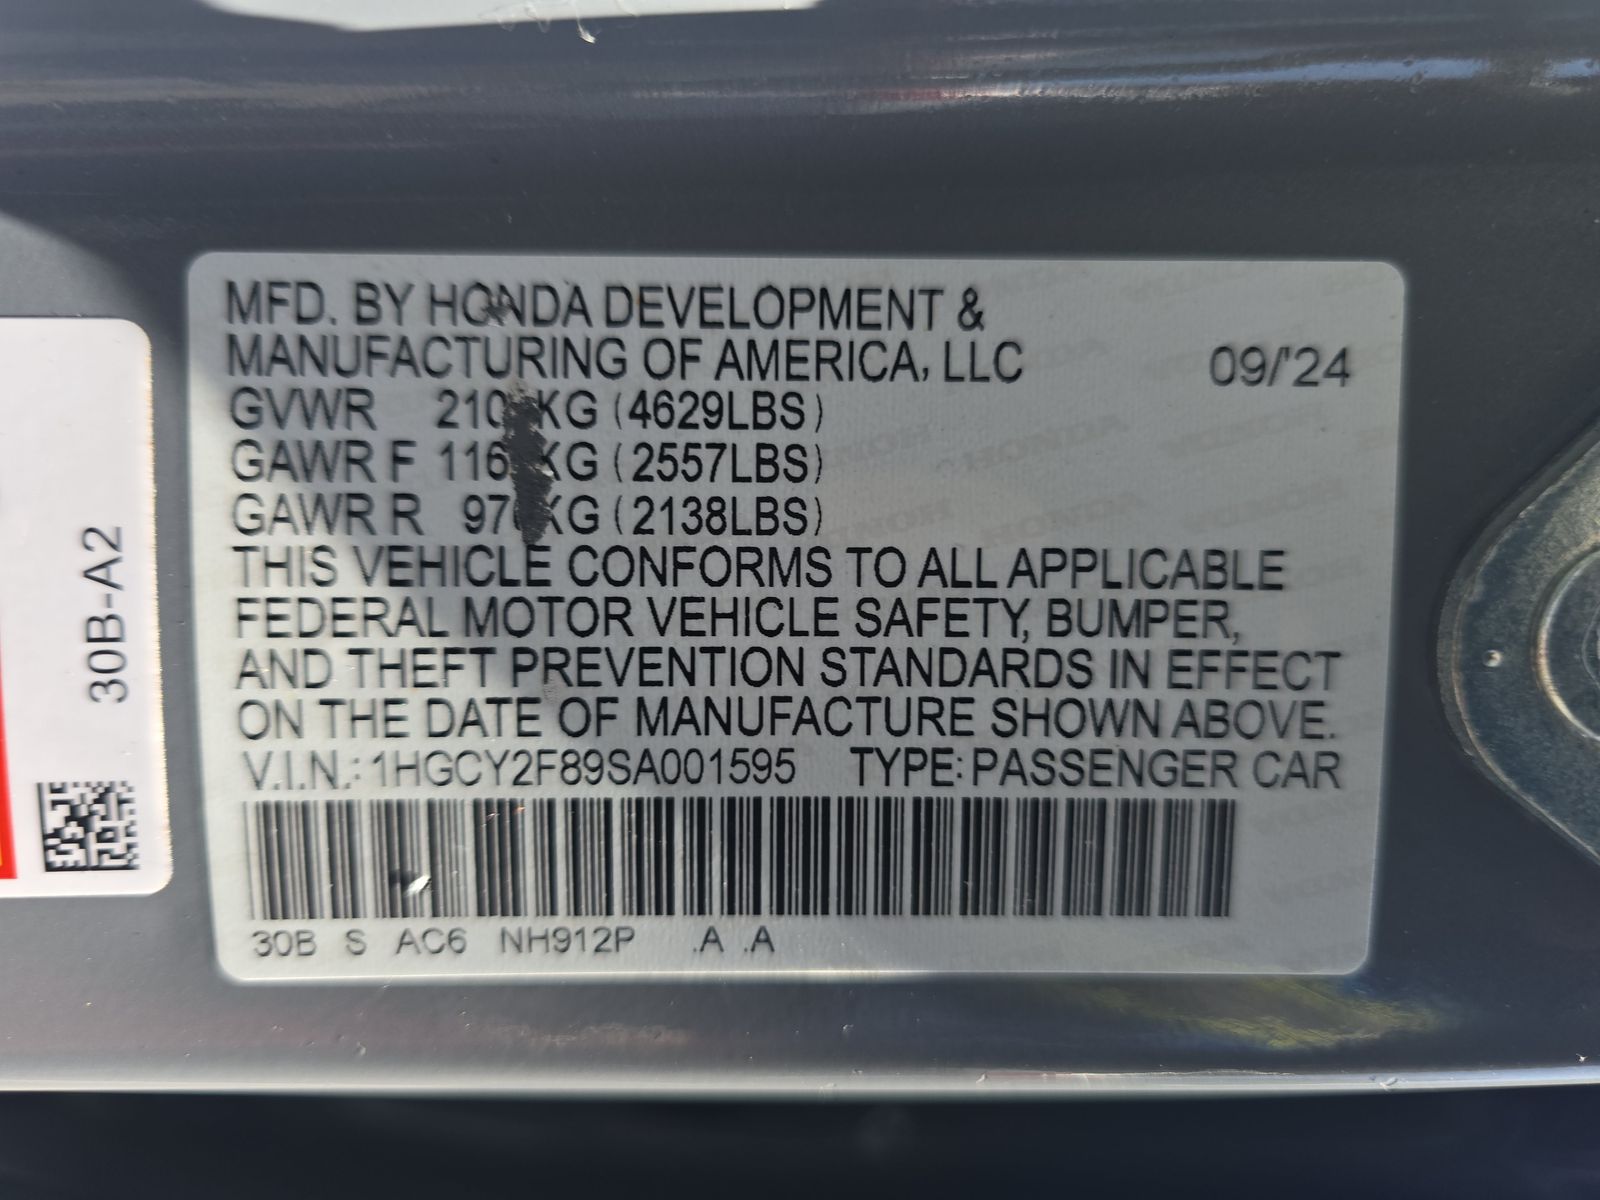 MFD. BY HONDA DEVELOPMENT &
MANUFACTURING OF AMERICA, LLC 09/'24
GVWR (4629LBS)
GAWR F (2557LBS)
GAWR R (2138LBS)
THIS VEHICLE CONFORMS TO ALL APPLICABLE
FEDERAL MOTOR VEHICLE SAFETY, BUMPER,
AND THEFT PREVENTION STANDARDS IN EFFECT
ON THE DATE OF MANUFACTURE SHOWN ABOVE.
V.I.N.: 1HGCY2F89SA001595 TYPE: PASSENGER CAR
30B S AC6 NH912P .A .A
30B-A2